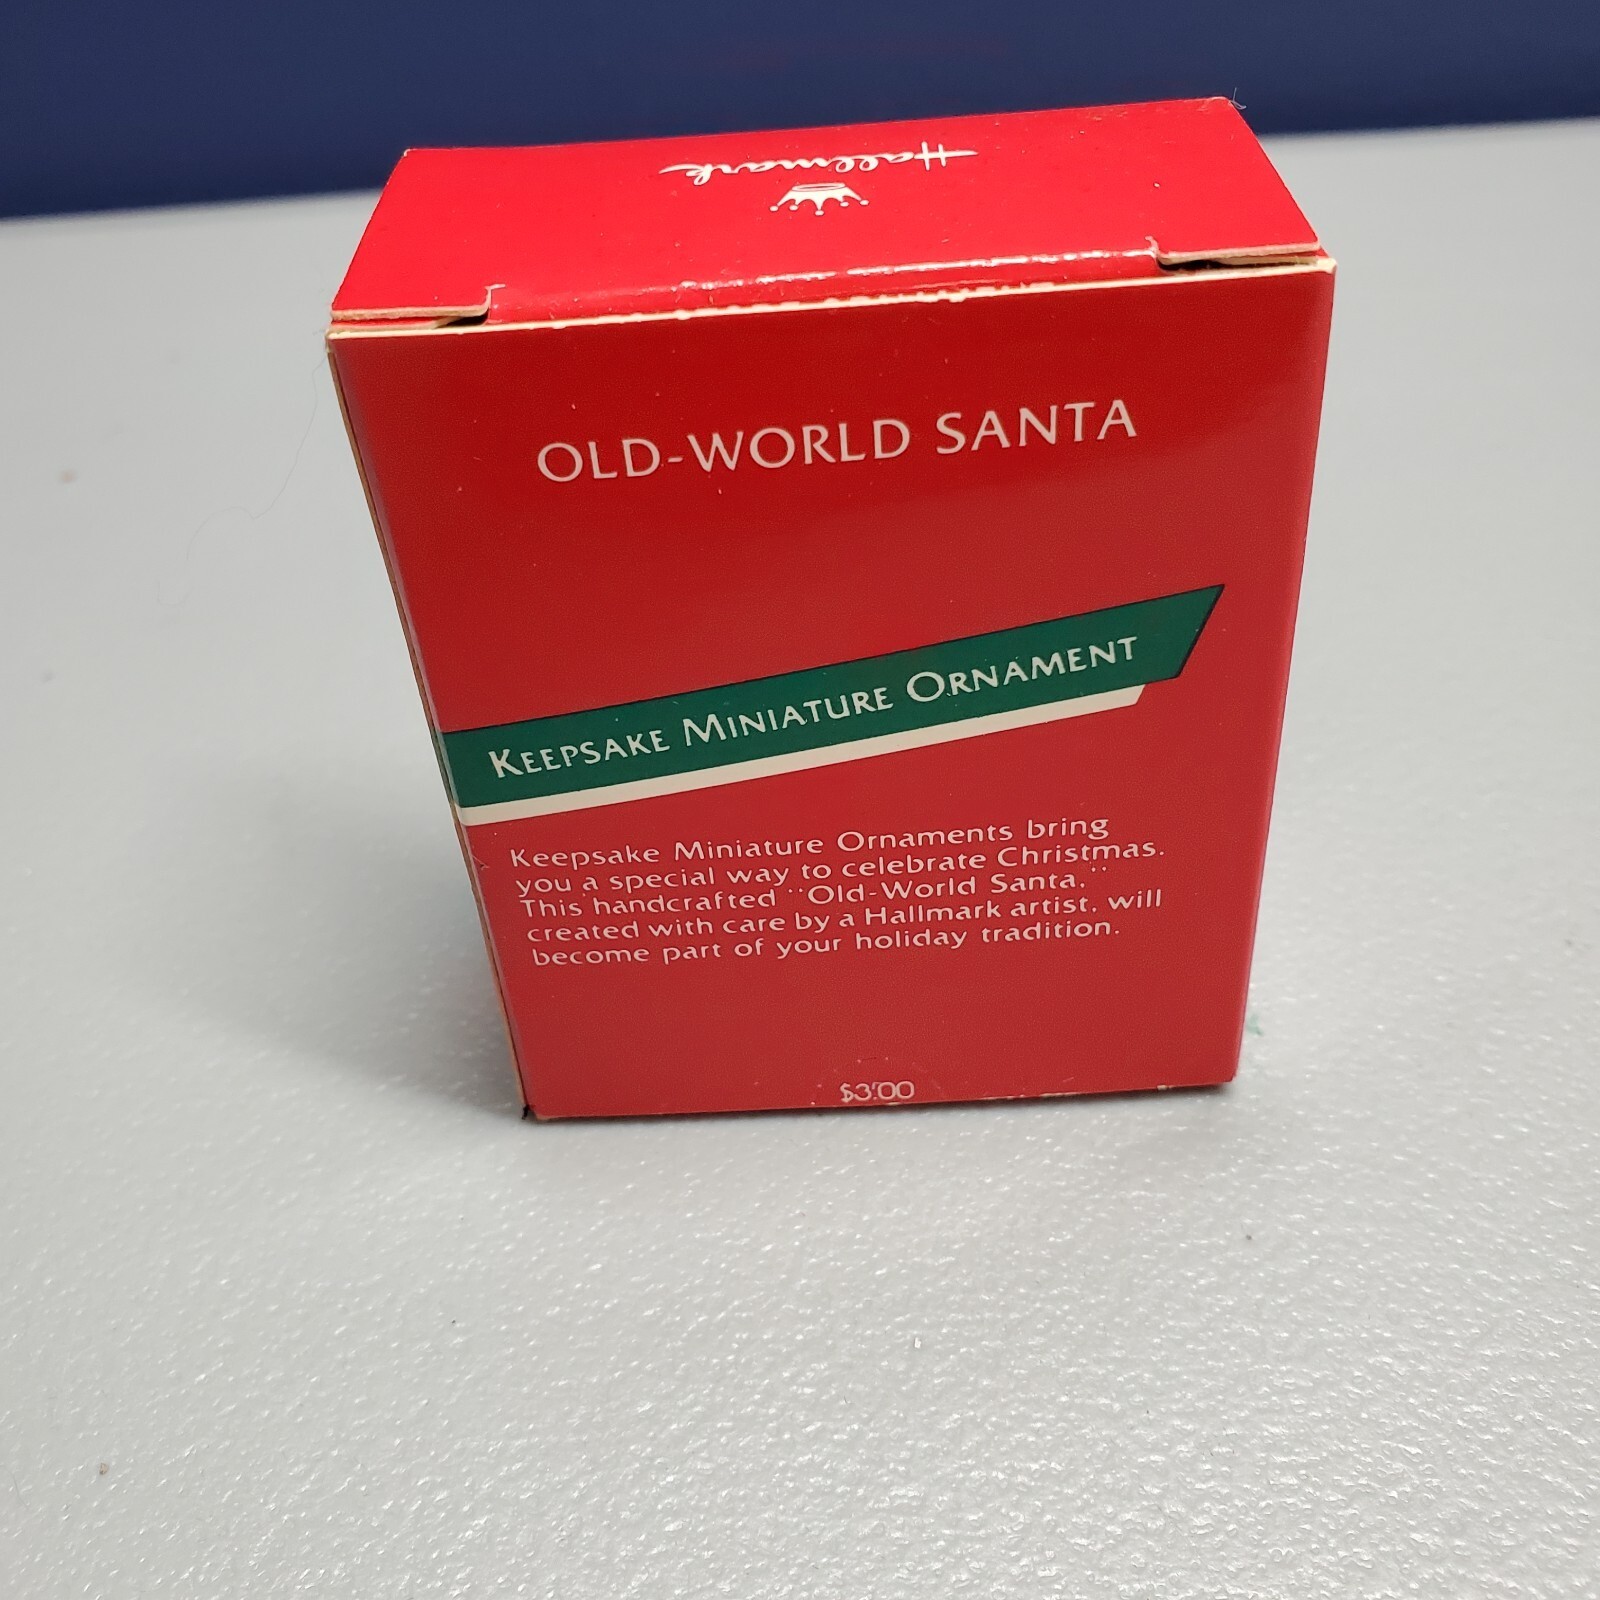 Hallmark
OLD-WORLD SANTA
KEEPSAKE MINIATURE ORNAMENT
Keepsake Miniature Ornaments bring
you a special way to celebrate Christmas.
This handcrafted "Old-World Santa,"
created with care by a Hallmark artist, will
become part of your holiday tradition.
$3.00